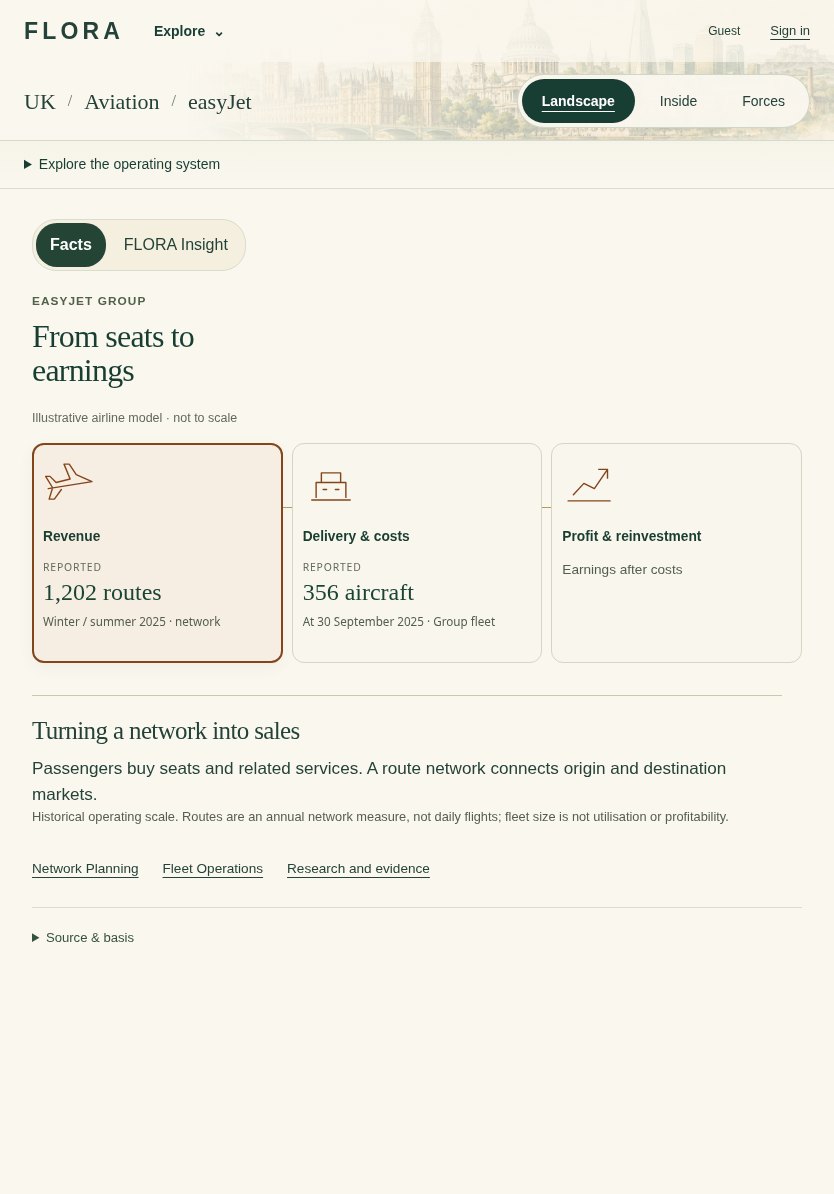 FLORA
Explore
Guest
Sign in
UK / Aviation / easyJet
Landscape
Inside
Forces
Explore the operating system
Facts
FLORA Insight
EASYJET GROUP
From seats to
earnings
Illustrative airline model · not to scale
Revenue
REPORTED
1,202 routes
Winter / summer 2025 · network
Delivery & costs
REPORTED
356 aircraft
At 30 September 2025 · Group fleet
Profit & reinvestment
Earnings after costs
Turning a network into sales
Passengers buy seats and related services. A route network connects origin and destination
markets.
Historical operating scale. Routes are an annual network measure, not daily flights; fleet size is not utilisation or profitability.
Network Planning
Fleet Operations
Research and evidence
Source & basis